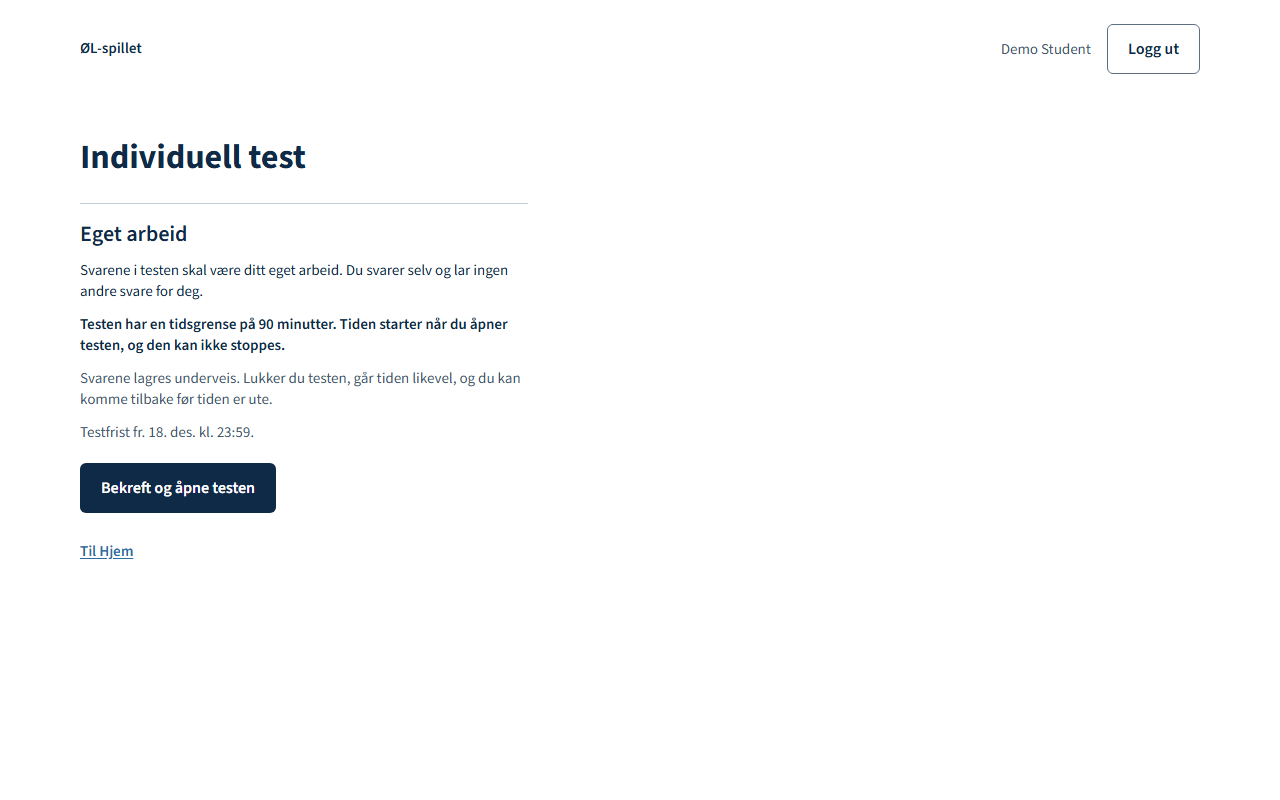 ØL-spillet
Demo Student
Logg ut
Individuell test
Eget arbeid
Svarene i testen skal være ditt eget arbeid. Du svarer selv og lar ingen
andre svare for deg.
Testen har en tidsgrense på 90 minutter. Tiden starter når du åpner
testen, og den kan ikke stoppes.
Svarene lagres underveis. Lukker du testen, går tiden likevel, og du kan
komme tilbake før tiden er ute.
Testfrist fr. 18. des. kl. 23:59.
Bekreft og åpne testen
Til Hjem